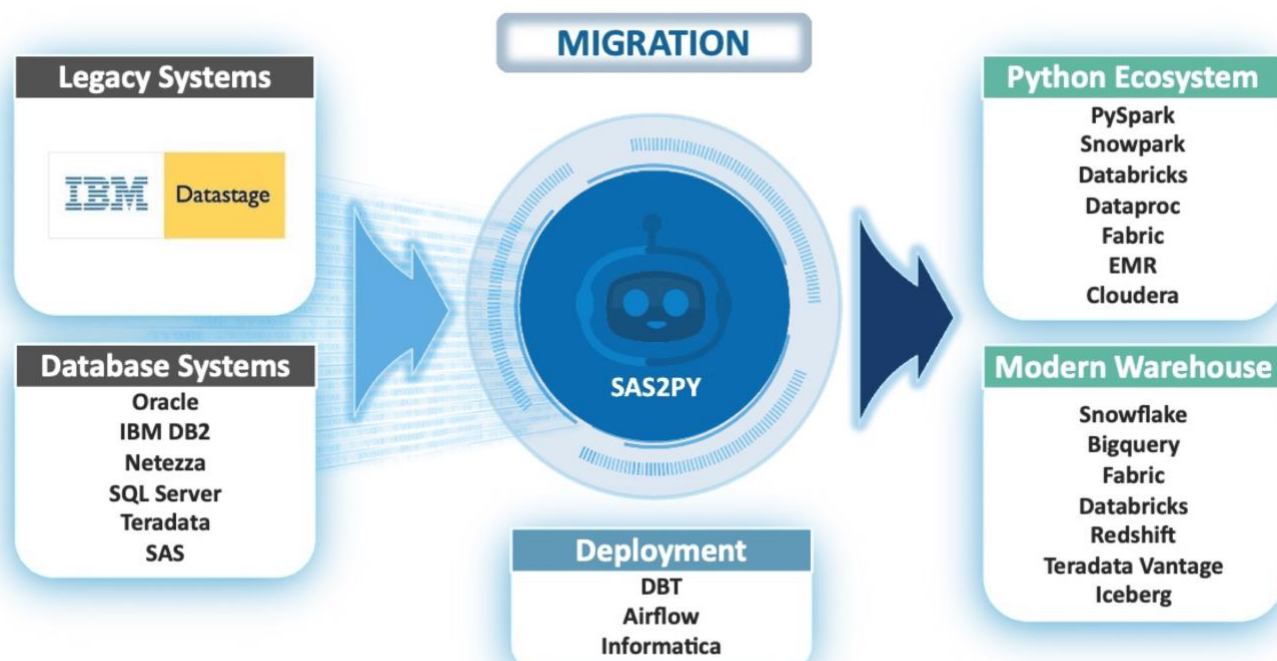 MIGRATION
Legacy Systems
IBM Datastage
Database Systems
Oracle
IBM DB2
Netezza
SQL Server
Teradata
SAS
SAS2PY
Deployment
DBT
Airflow
Informatica
Python Ecosystem
PySpark
Snowpark
Databricks
Dataproc
Fabric
EMR
Cloudera
Modern Warehouse
Snowflake
Bigquery
Fabric
Databricks
Redshift
Teradata Vantage
Iceberg